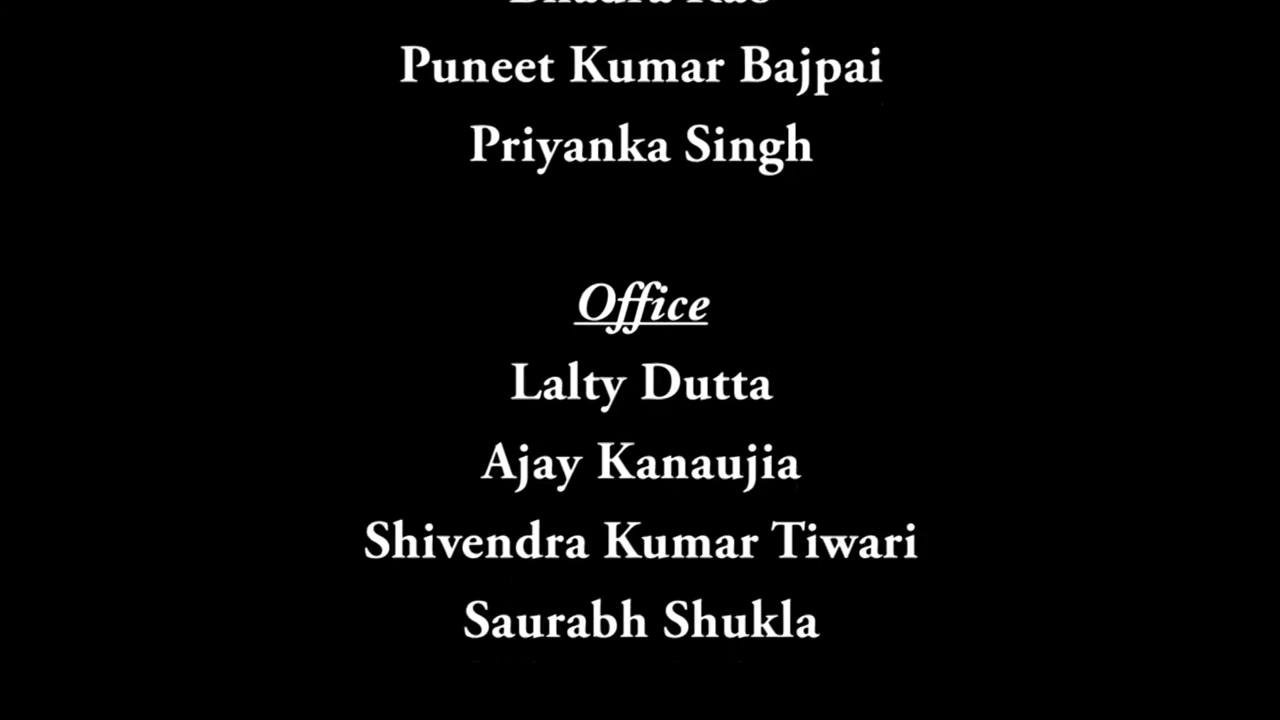 Puneet Kumar Bajpai
Priyanka Singh
Office
Lalty Dutta
Ajay Kanaujia
Shivendra Kumar Tiwari
Saurabh Shukla